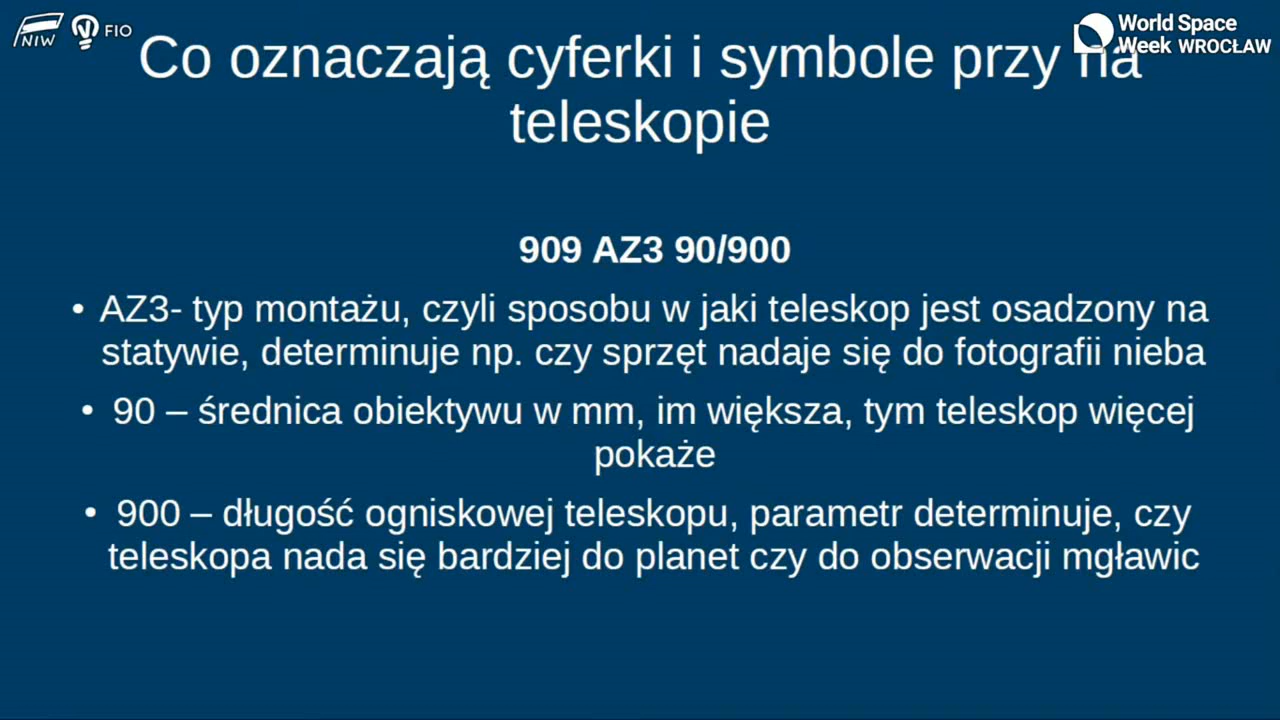 NIW
FIO
World Space
Week WROCŁAW
Co oznaczają cyferki i symbole przy na
teleskopie
909 AZ3 90/900
• AZ3- typ montażu, czyli sposobu w jaki teleskop jest osadzony na
statywie, determinuje np. czy sprzęt nadaje się do fotografii nieba
• 90 – średnica obiektywu w mm, im większa, tym teleskop więcej
pokaże
• 900 – długość ogniskowej teleskopu, parametr determinuje, czy
teleskopa nada się bardziej do planet czy do obserwacji mgławic